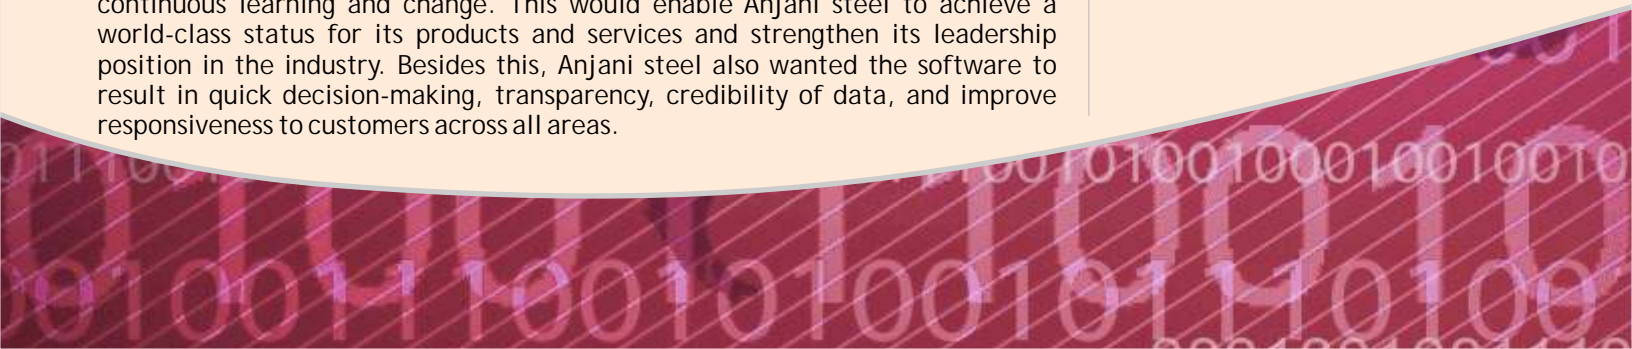 continuous learning and change. This would enable Anjani steel to achieve a
world-class status for its products and services and strengthen its leadership
position in the industry. Besides this, Anjani steel also wanted the software to
result in quick decision-making, transparency, credibility of data, and improve
responsiveness to customers across all areas.